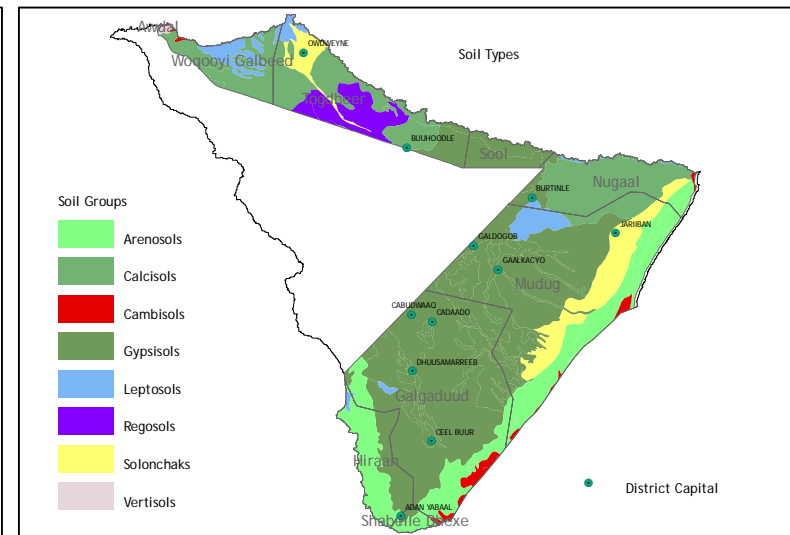 Soil Types
Awdal
Woqooyi Galbeed
OWDWEYNE
Togdheer
BUUHOODLE
Sool
BURTINLE
Nugaal
JARIIBAN
GALDOGOB
GAALKACYO
Mudug
CABUDWAAQ
CADAADO
DHUUSAMARREEB
Galgaduud
CEEL BUUR
Hiraan
ADAN YABAAL
Shabelle Dhexe
Soil Groups
Arenosols
Calcisols
Cambisols
Gypsisols
Leptosols
Regosols
Solonchaks
Vertisols
District Capital